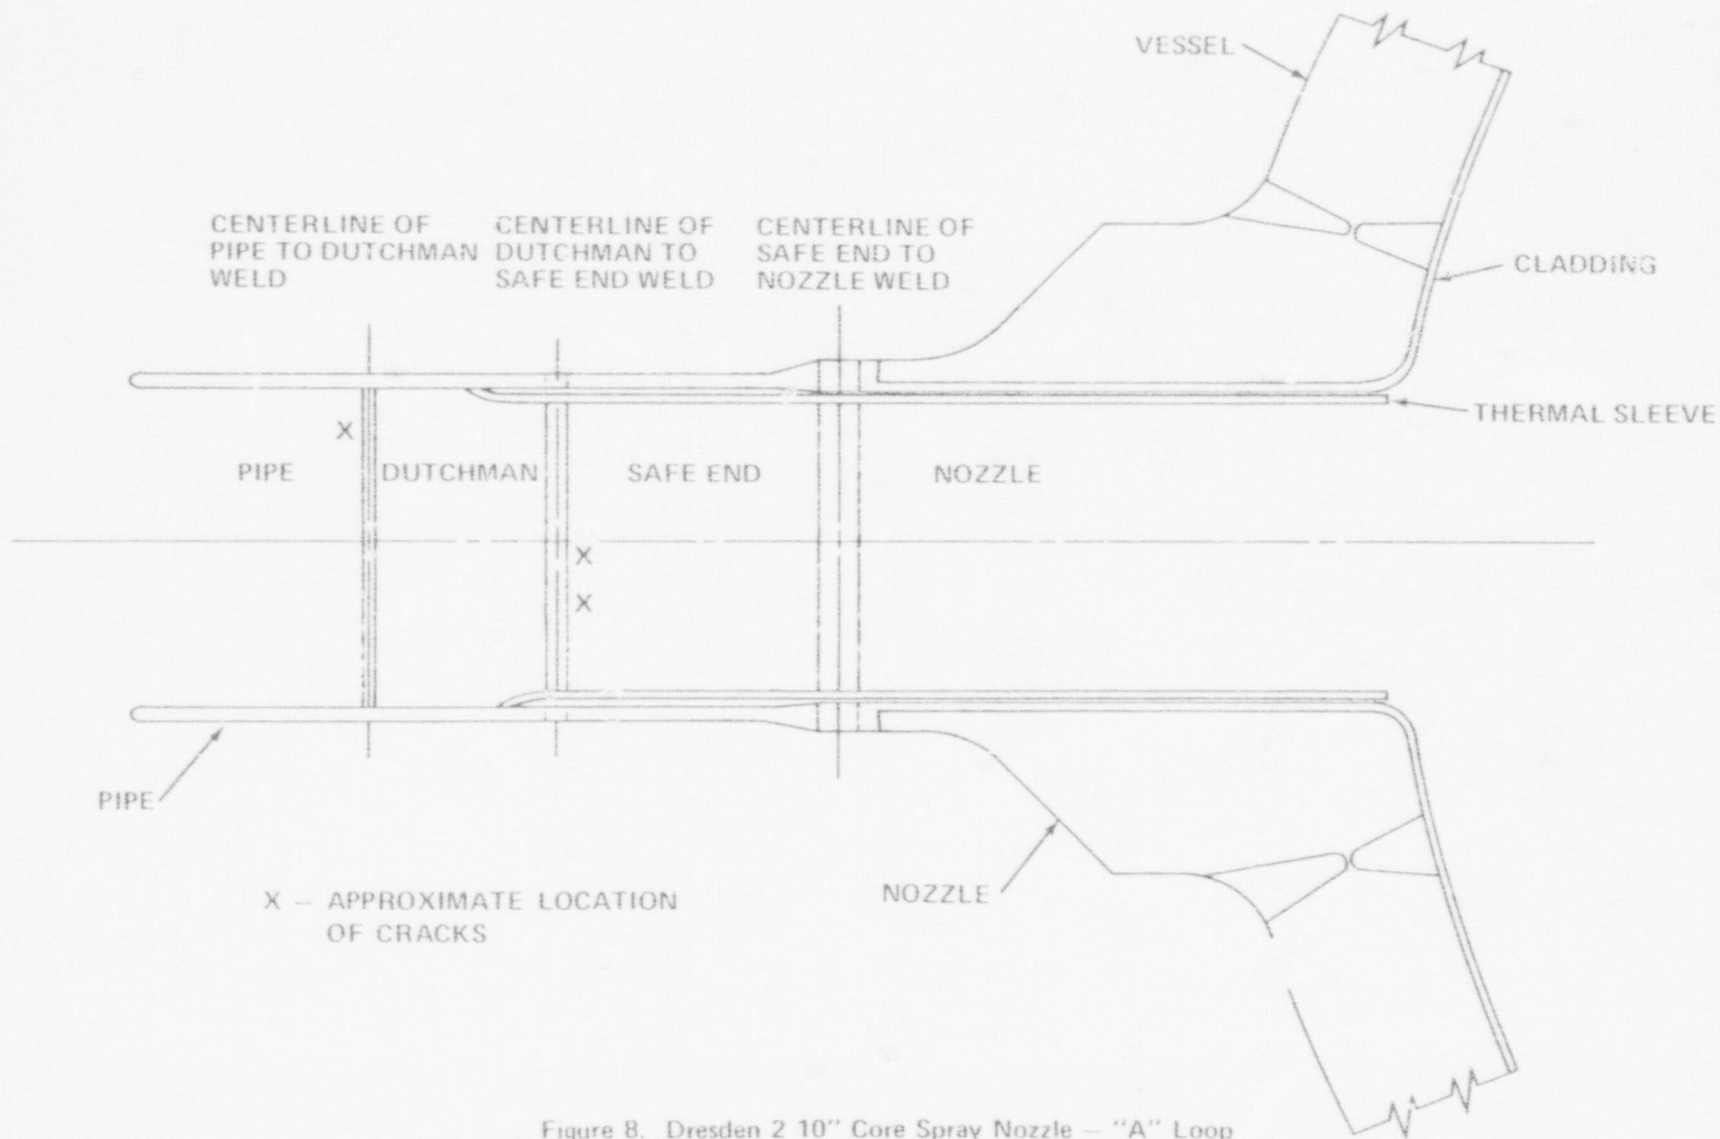 VESSEL
CENTERLINE OF
PIPE TO DUTCHMAN
WELD
CENTERLINE OF
DUTCHMAN TO
SAFE END WELD
CENTERLINE OF
SAFE END TO
NOZZLE WELD
CLADDING
THERMAL SLEEVE
X
PIPE
DUTCHMAN
SAFE END
NOZZLE
X
X
PIPE
NOZZLE
X – APPROXIMATE LOCATION
OF CRACKS
Figure 8. Dresden 2 10" Core Spray Nozzle – "A" Loop